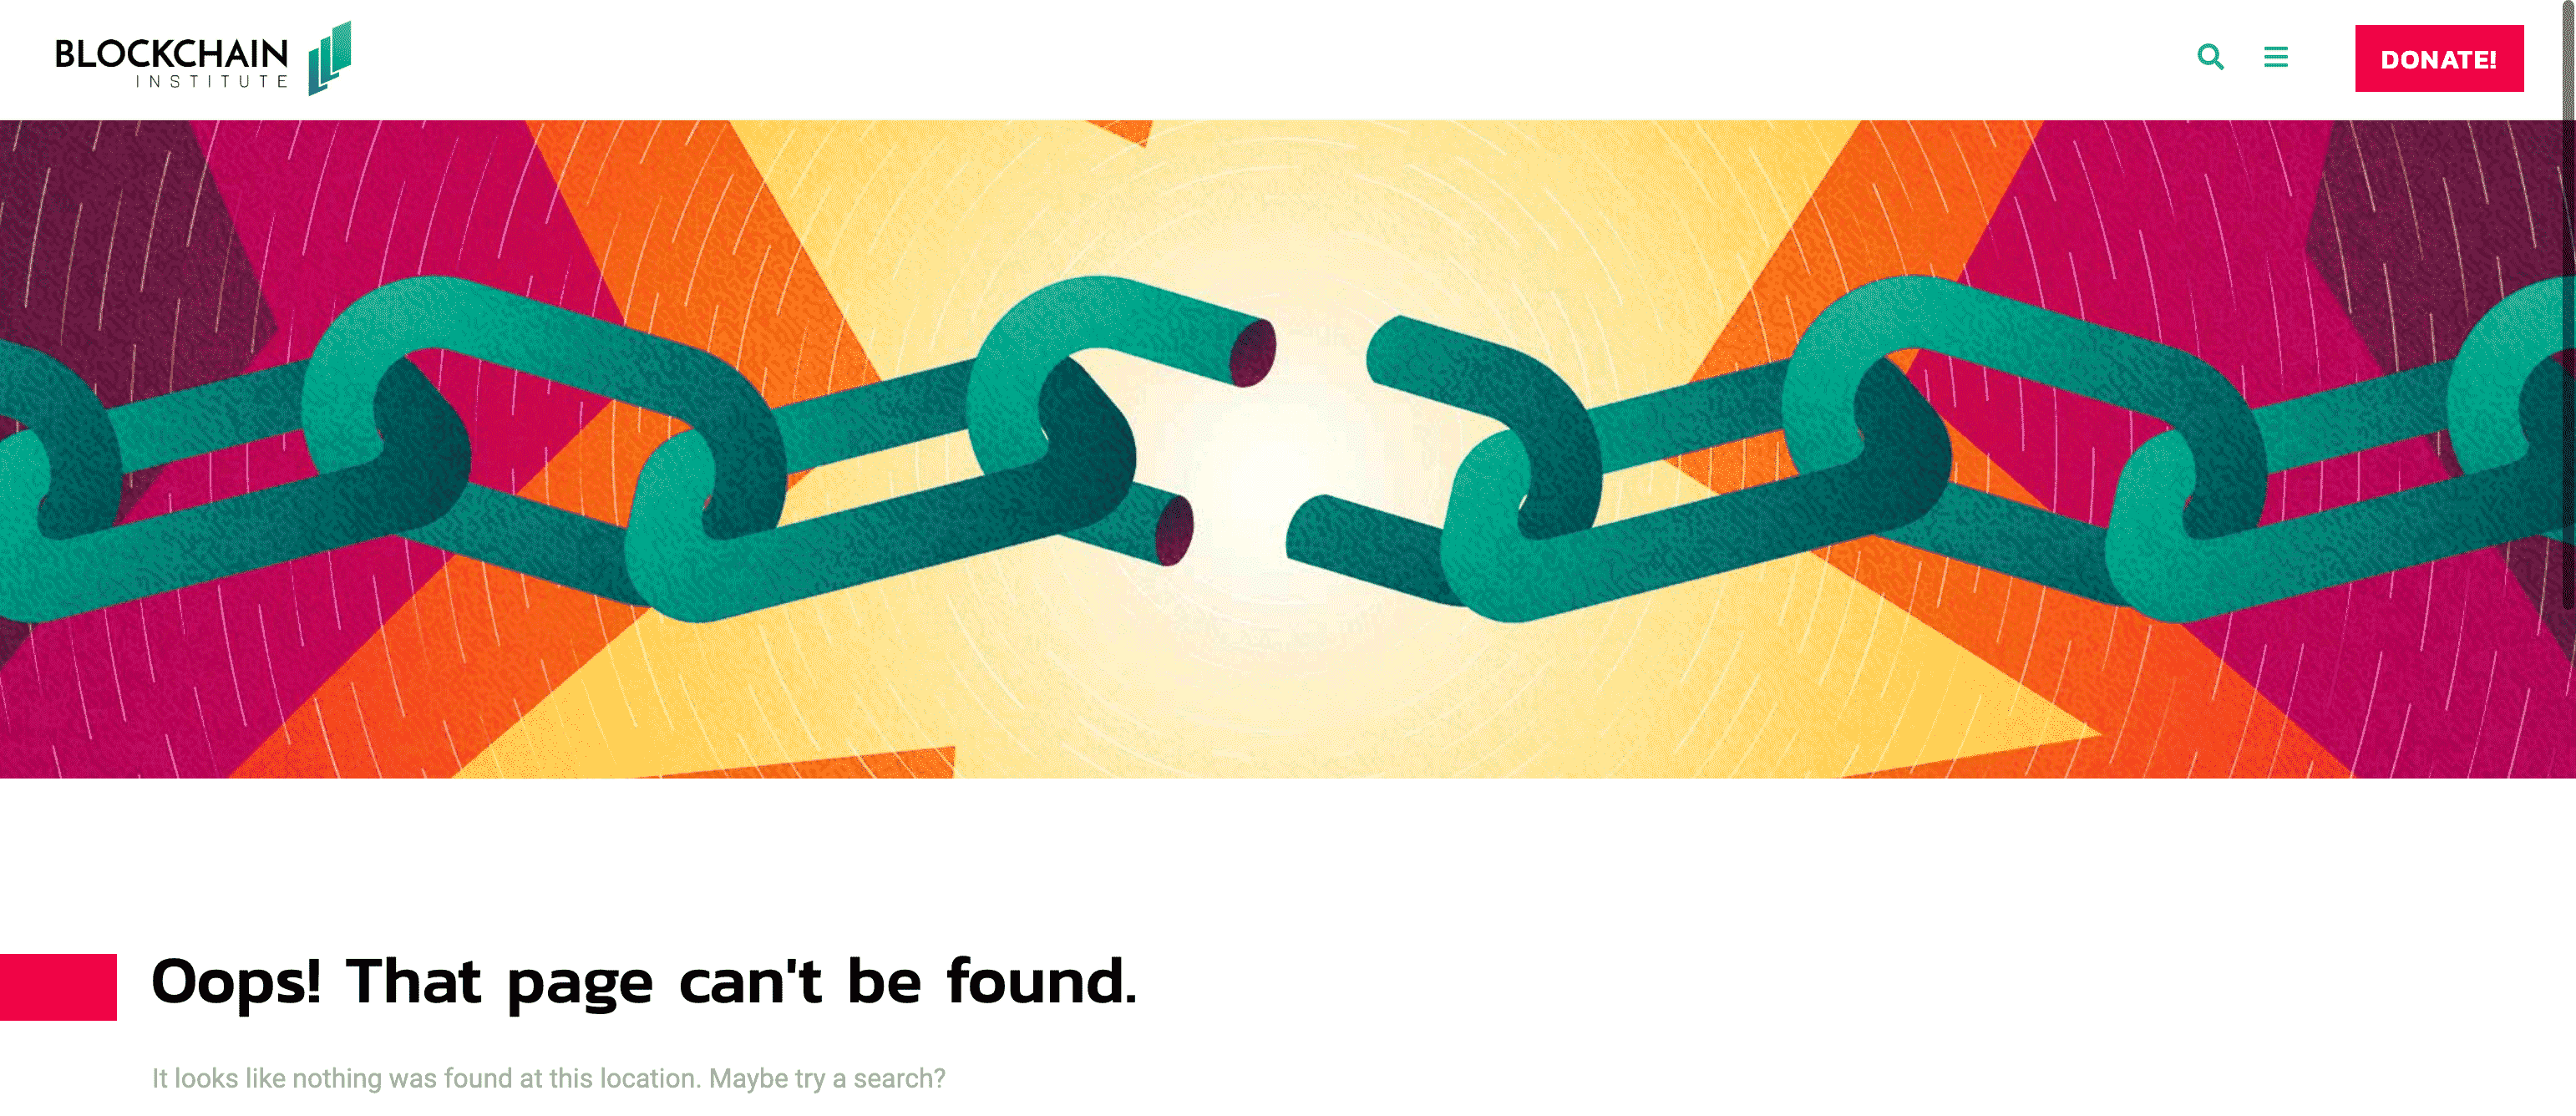 BLOCKCHAIN
INSTITUTE
DONATE!
Oops! That page can't be found.
It looks like nothing was found at this location. Maybe try a search?